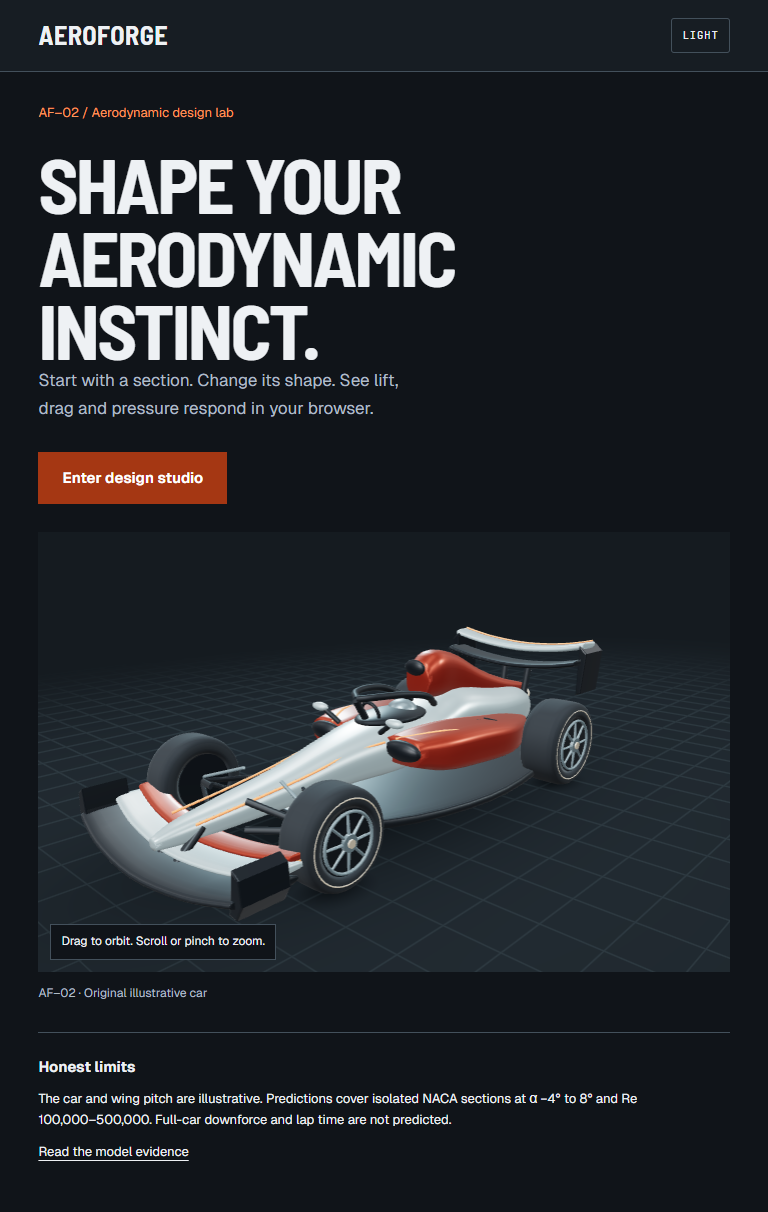 AEROFORGE
LIGHT
AF–02 / Aerodynamic design lab
SHAPE YOUR
AERODYNAMIC
INSTINCT.
Start with a section. Change its shape. See lift,
drag and pressure respond in your browser.
Enter design studio
Drag to orbit. Scroll or pinch to zoom.
AF–02 · Original illustrative car
Honest limits
The car and wing pitch are illustrative. Predictions cover isolated NACA sections at α −4° to 8° and Re
100,000–500,000. Full-car downforce and lap time are not predicted.
Read the model evidence